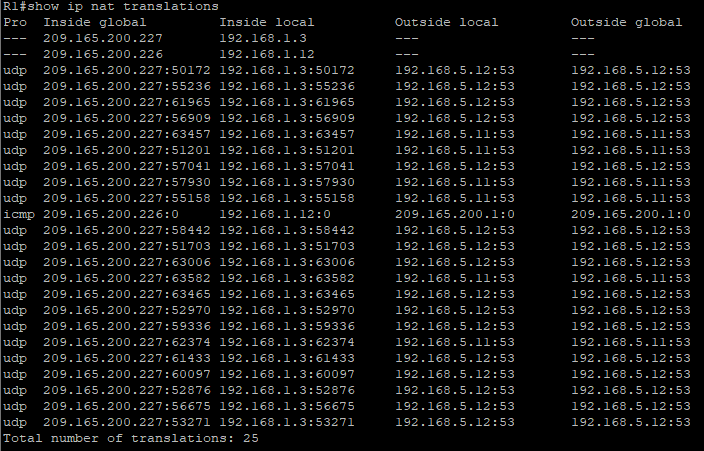 R1#show ip nat translations
Pro Inside global Inside local Outside local Outside global
--- 209.165.200.227 192.168.1.3 --- ---
--- 209.165.200.226 192.168.1.12 --- ---
udp 209.165.200.227:50172 192.168.1.3:50172 192.168.5.12:53 192.168.5.12:53
udp 209.165.200.227:55236 192.168.1.3:55236 192.168.5.12:53 192.168.5.12:53
udp 209.165.200.227:61965 192.168.1.3:61965 192.168.5.12:53 192.168.5.12:53
udp 209.165.200.227:56909 192.168.1.3:56909 192.168.5.12:53 192.168.5.12:53
udp 209.165.200.227:63457 192.168.1.3:63457 192.168.5.11:53 192.168.5.11:53
udp 209.165.200.227:51201 192.168.1.3:51201 192.168.5.11:53 192.168.5.11:53
udp 209.165.200.227:57041 192.168.1.3:57041 192.168.5.12:53 192.168.5.12:53
udp 209.165.200.227:57930 192.168.1.3:57930 192.168.5.11:53 192.168.5.11:53
udp 209.165.200.227:55158 192.168.1.3:55158 192.168.5.11:53 192.168.5.11:53
icmp 209.165.200.226:0 192.168.1.12:0 209.165.200.1:0 209.165.200.1:0
udp 209.165.200.227:58442 192.168.1.3:58442 192.168.5.12:53 192.168.5.12:53
udp 209.165.200.227:51703 192.168.1.3:51703 192.168.5.12:53 192.168.5.12:53
udp 209.165.200.227:63006 192.168.1.3:63006 192.168.5.12:53 192.168.5.12:53
udp 209.165.200.227:63582 192.168.1.3:63582 192.168.5.11:53 192.168.5.11:53
udp 209.165.200.227:63465 192.168.1.3:63465 192.168.5.12:53 192.168.5.12:53
udp 209.165.200.227:52970 192.168.1.3:52970 192.168.5.12:53 192.168.5.12:53
udp 209.165.200.227:59336 192.168.1.3:59336 192.168.5.12:53 192.168.5.12:53
udp 209.165.200.227:62374 192.168.1.3:62374 192.168.5.11:53 192.168.5.11:53
udp 209.165.200.227:61433 192.168.1.3:61433 192.168.5.12:53 192.168.5.12:53
udp 209.165.200.227:60097 192.168.1.3:60097 192.168.5.12:53 192.168.5.12:53
udp 209.165.200.227:52876 192.168.1.3:52876 192.168.5.12:53 192.168.5.12:53
udp 209.165.200.227:56675 192.168.1.3:56675 192.168.5.12:53 192.168.5.12:53
udp 209.165.200.227:53271 192.168.1.3:53271 192.168.5.12:53 192.168.5.12:53
Total number of translations: 25